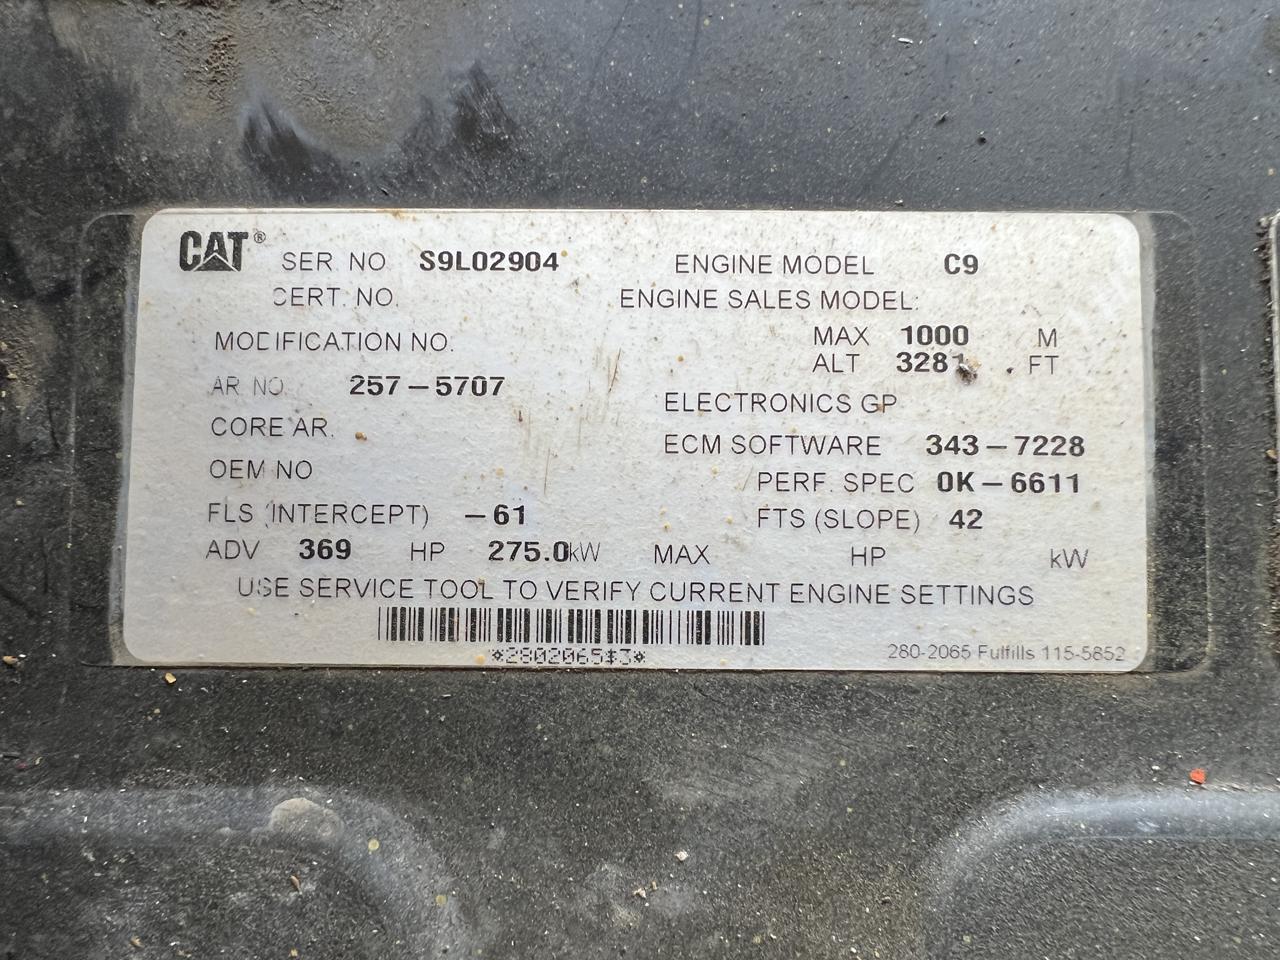 CAT® SER. NO S9L02904 ENGINE MODEL C9
CERT. NO. ENGINE SALES MODEL:
MODIFICATION NO. MAX 1000 M
ALT 3281 FT
AR NO. 257-5707 ELECTRONICS GP
CORE AR. ECM SOFTWARE 343-7228
OEM NO PERF. SPEC 0K-6611
FLS (INTERCEPT) -61 FTS (SLOPE) 42
ADV 369 HP 275.0kW MAX HP kW
USE SERVICE TOOL TO VERIFY CURRENT ENGINE SETTINGS
*2802065$3*
280-2065 Fulfills 115-5852